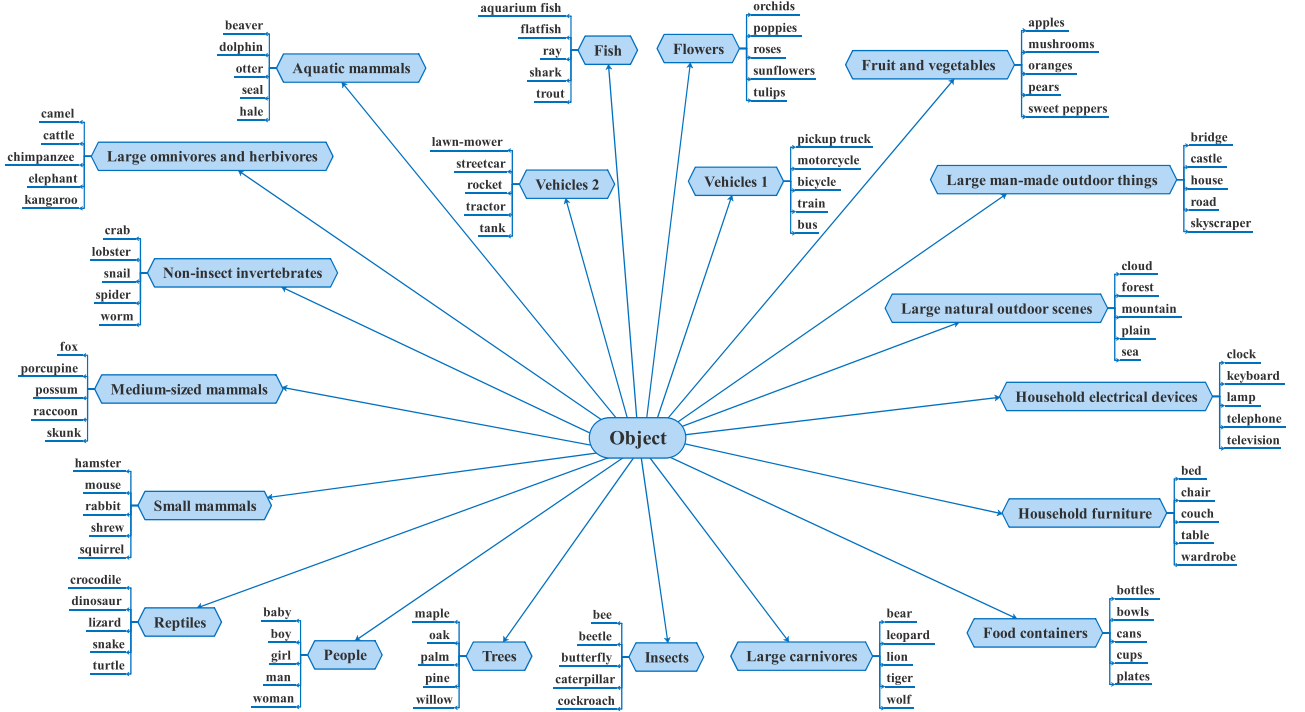 beaver
dolphin
otter
seal
hale
Aquatic mammals
aquarium fish
flatfish
ray
shark
trout
Fish
Flowers
orchids
poppies
roses
sunflowers
tulips
Fruit and vegetables
apples
mushrooms
oranges
pears
sweet peppers
camel
cattle
chimpanzee
elephant
kangaroo
Large omnivores and herbivores
lawn-mower
streetcar
rocket
tractor
tank
Vehicles 2
Vehicles 1
pickup truck
motorcycle
bicycle
train
bus
Large man-made outdoor things
bridge
castle
house
road
skyscraper
crab
lobster
snail
spider
worm
Non-insect invertebrates
Large natural outdoor scenes
cloud
forest
mountain
plain
sea
fox
porcupine
possum
raccoon
skunk
Medium-sized mammals
Object
Household electrical devices
clock
keyboard
lamp
telephone
television
hamster
mouse
rabbit
shrew
squirrel
Small mammals
Household furniture
bed
chair
couch
table
wardrobe
crocodile
dinosaur
lizard
snake
turtle
Reptiles
baby
boy
girl
man
woman
People
maple
oak
palm
pine
willow
Trees
bee
beetle
butterfly
caterpillar
cockroach
Insects
Large carnivores
bear
leopard
lion
tiger
wolf
Food containers
bottles
bowls
cans
cups
plates